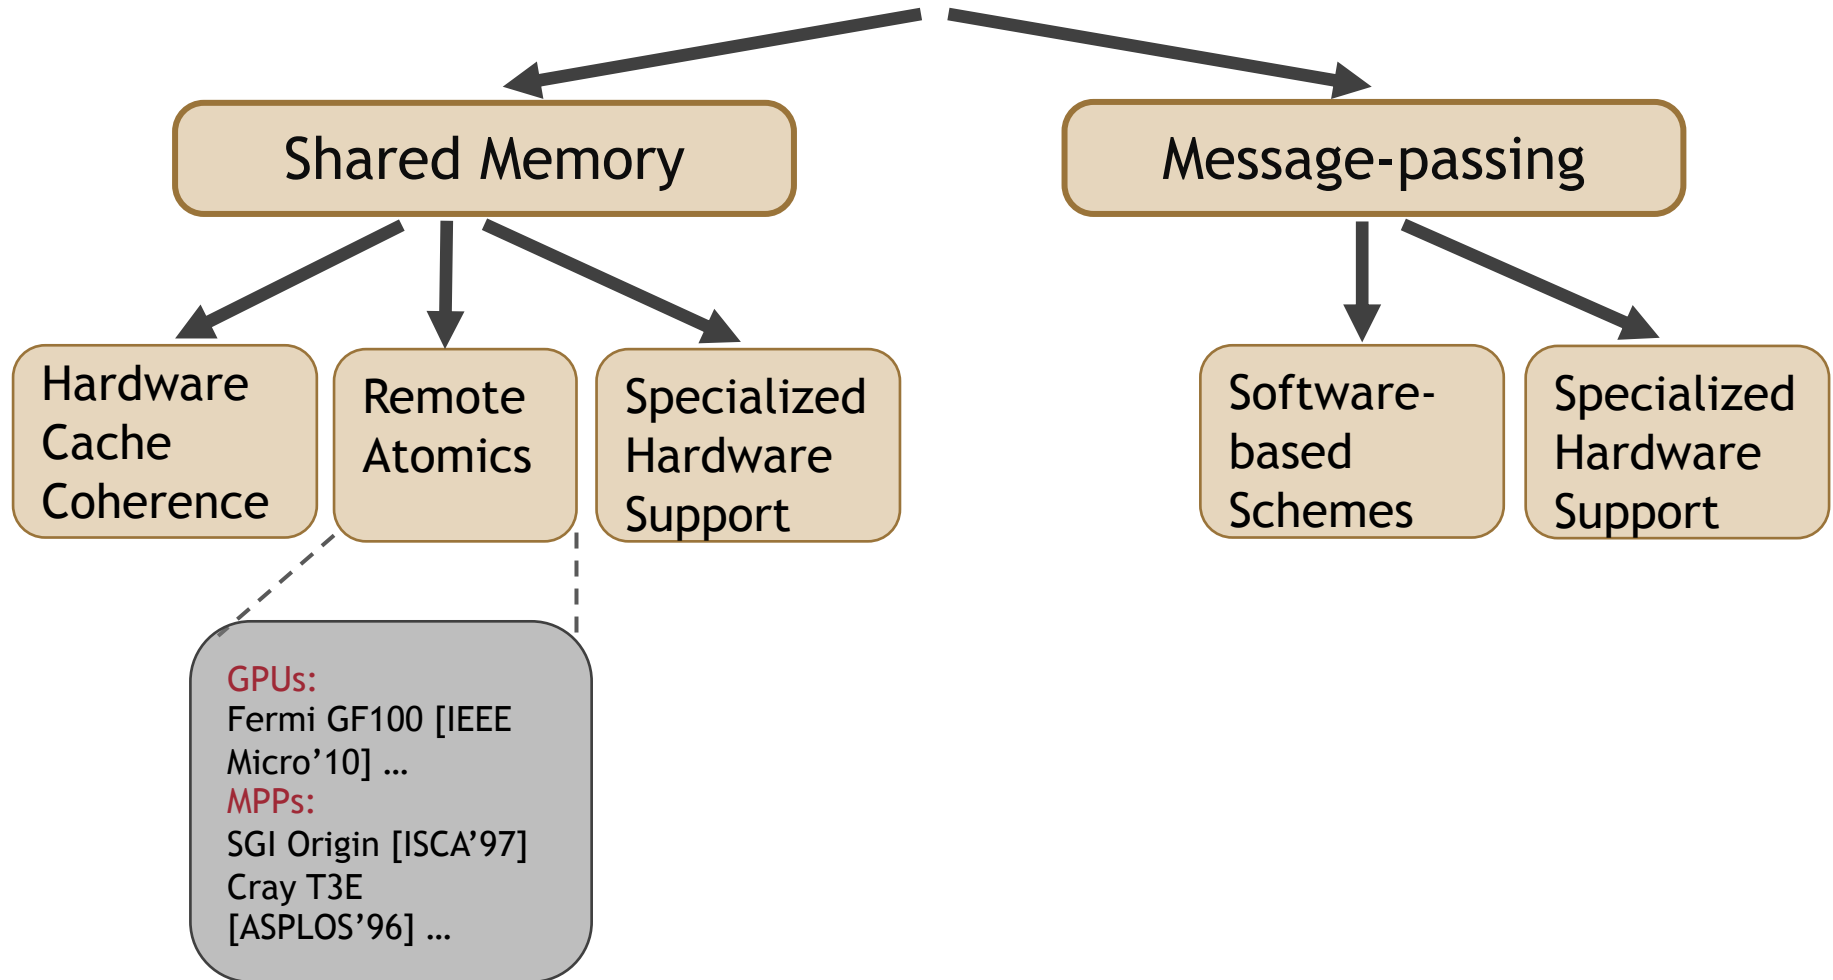 Shared Memory
Message-passing
Hardware
Cache
Coherence
Remote
Atomics
Specialized
Hardware
Support
Software-
based
Schemes
Specialized
Hardware
Support
GPUs:
Fermi GF100 [IEEE
Micro’10] …
MPPs:
SGI Origin [ISCA’97]
Cray T3E
[ASPLOS’96] …